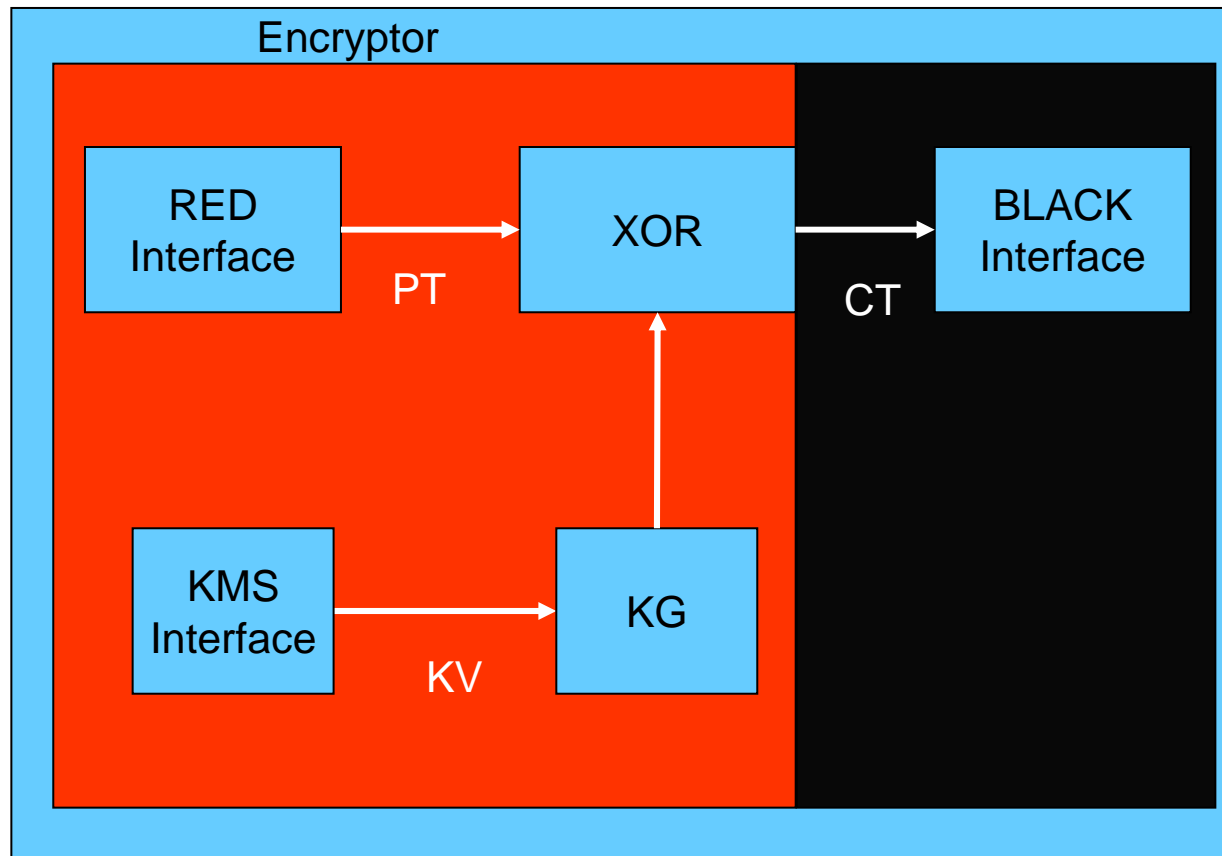 Encryptor
RED
Interface
XOR
BLACK
Interface
PT
CT
KMS
Interface
KG
KV